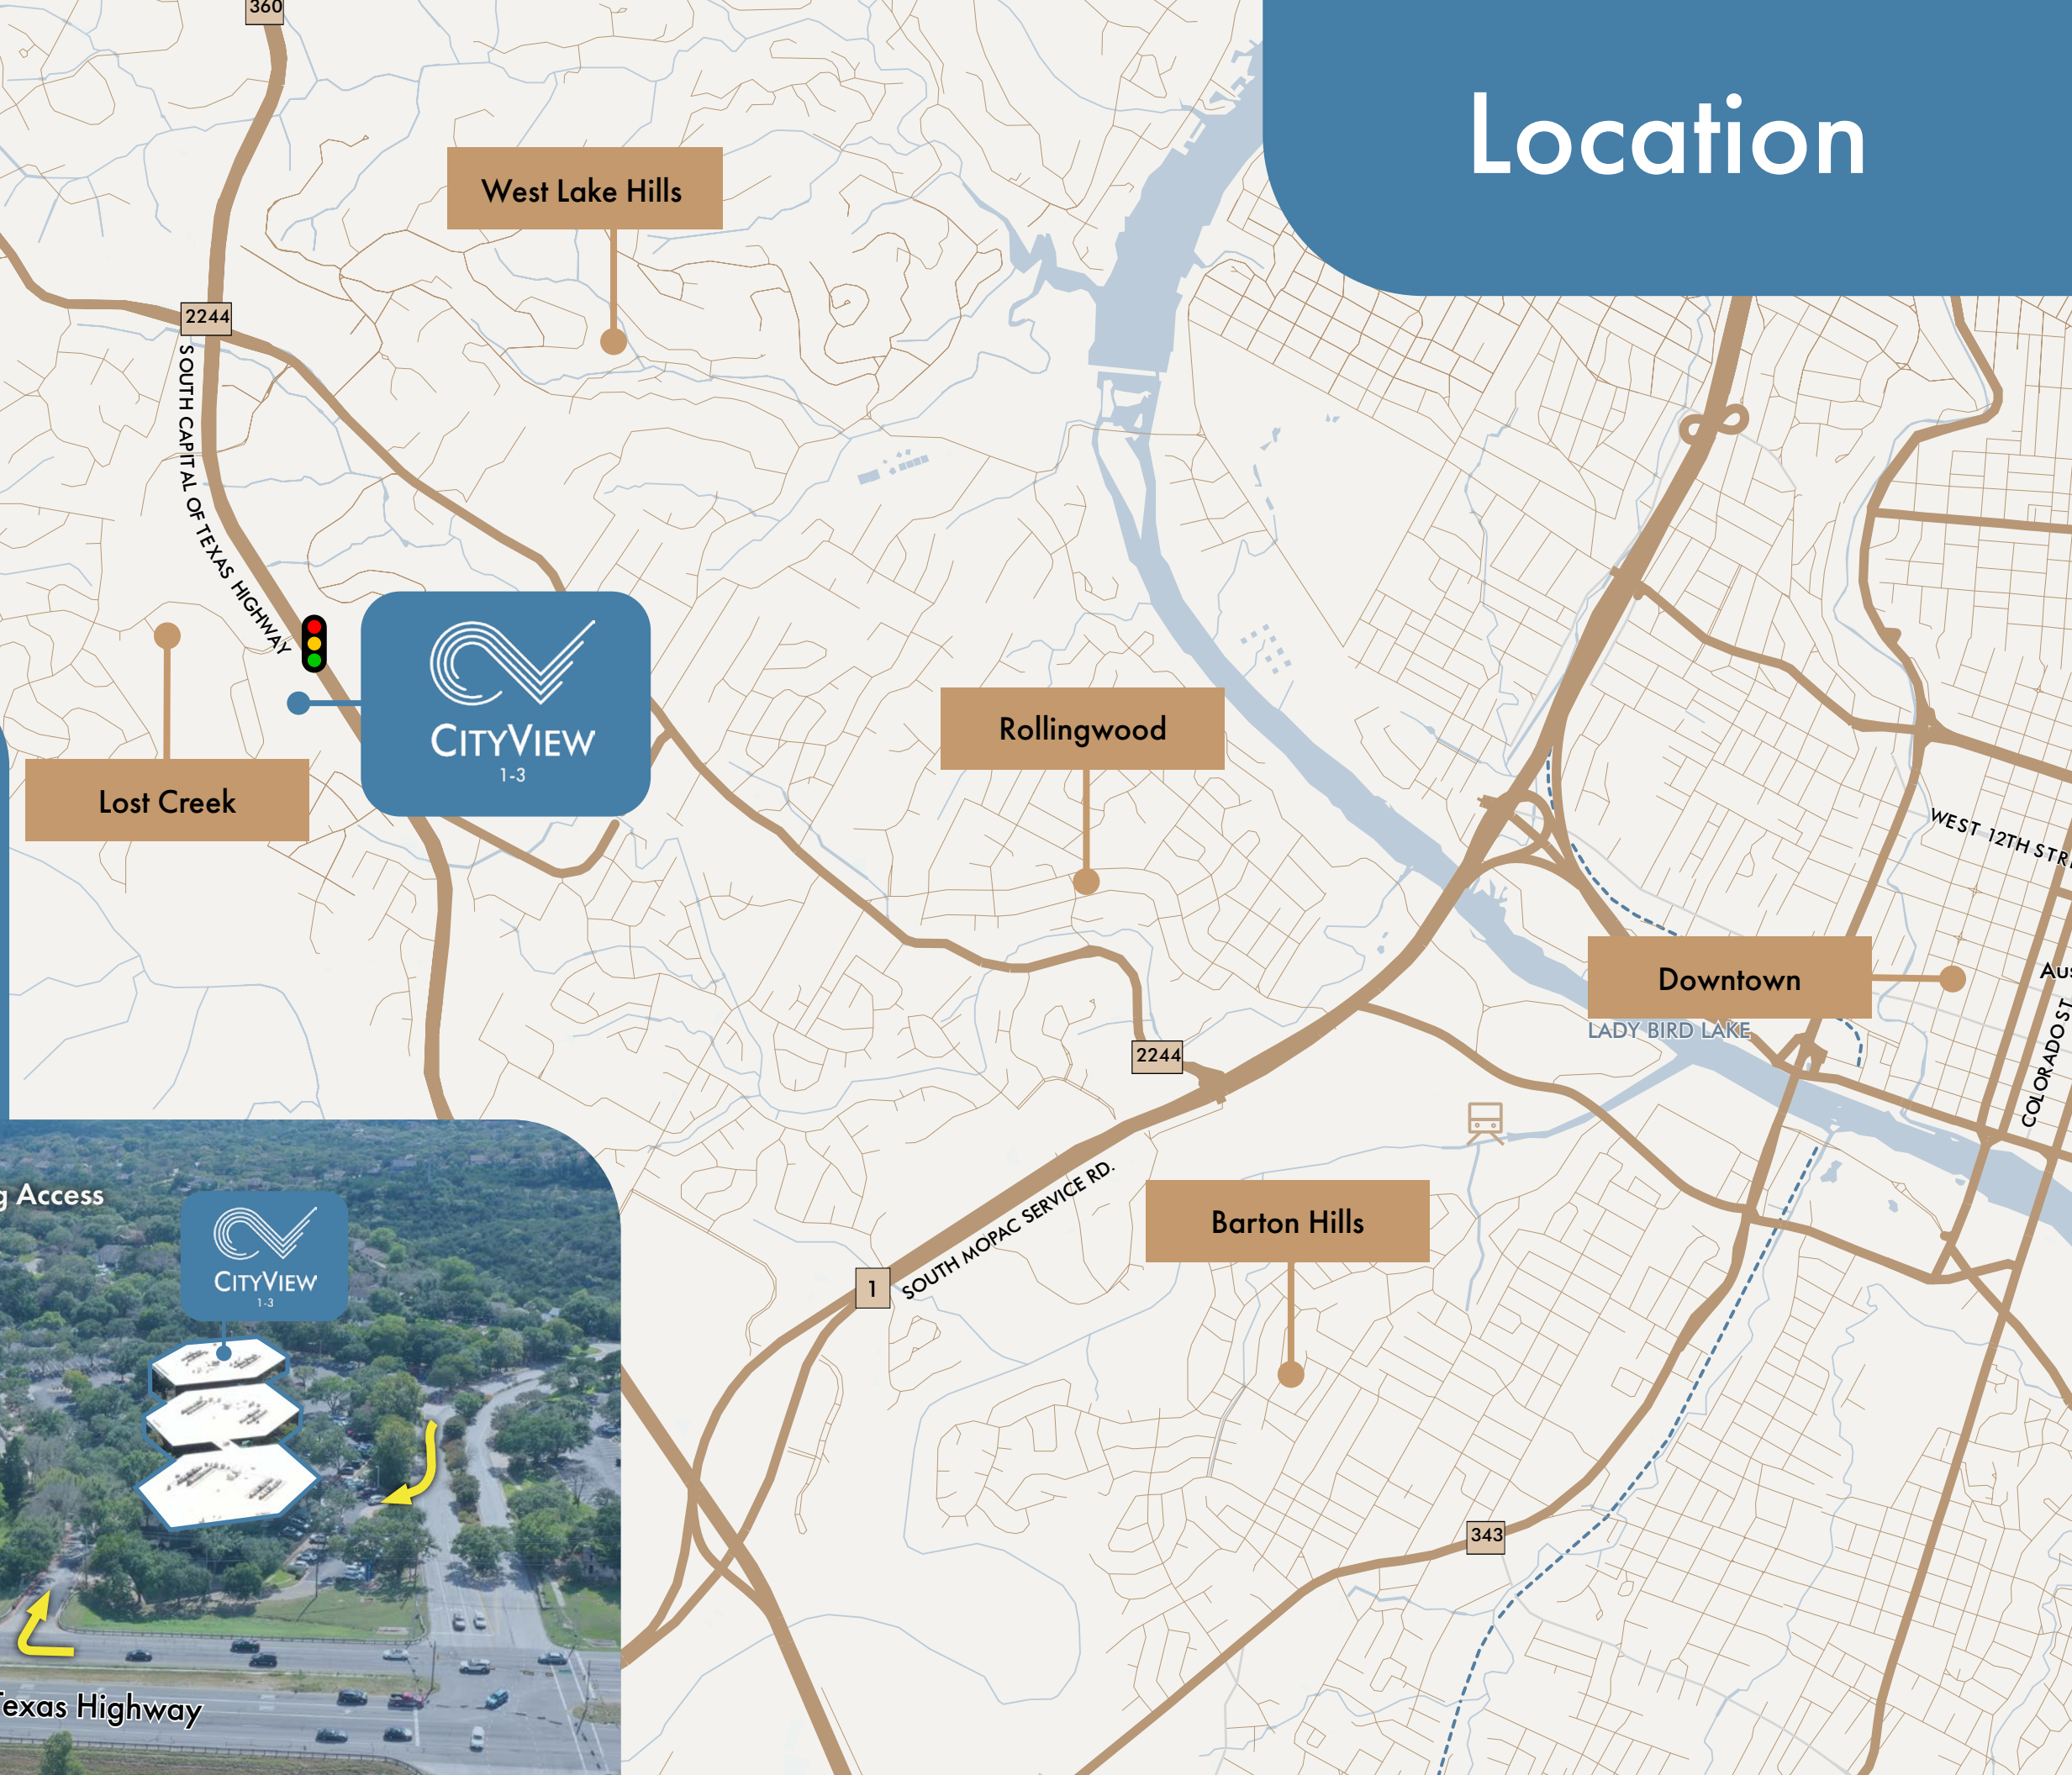 360
Location
West Lake Hills
2244
SOUTH CAPITAL OF TEXAS HIGHWAY
CITYVIEW
1-3
Rollingwood
Lost Creek
WEST 12TH STRE
Downtown
Aus
LADY BIRD LAKE
COLORADO ST
2244
SOUTH MOPAC SERVICE RD.
Barton Hills
1
g Access
CITYVIEW
1-3
343
Texas Highway